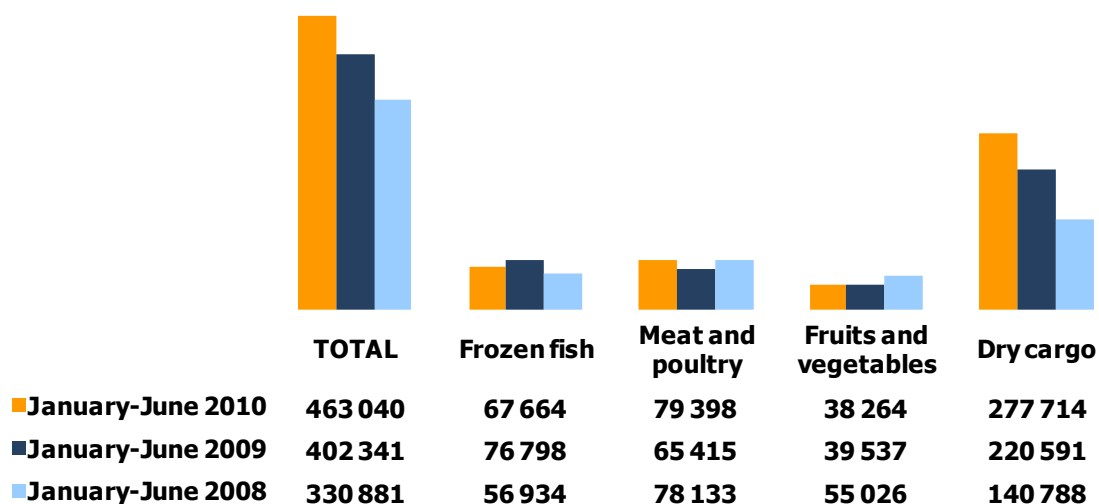 TOTAL Frozen fish Meat and poultry Fruits and vegetables Dry cargo
January-June 2010 463 040 67 664 79 398 38 264 277 714
January-June 2009 402 341 76 798 65 415 39 537 220 591
January-June 2008 330 881 56 934 78 133 55 026 140 788